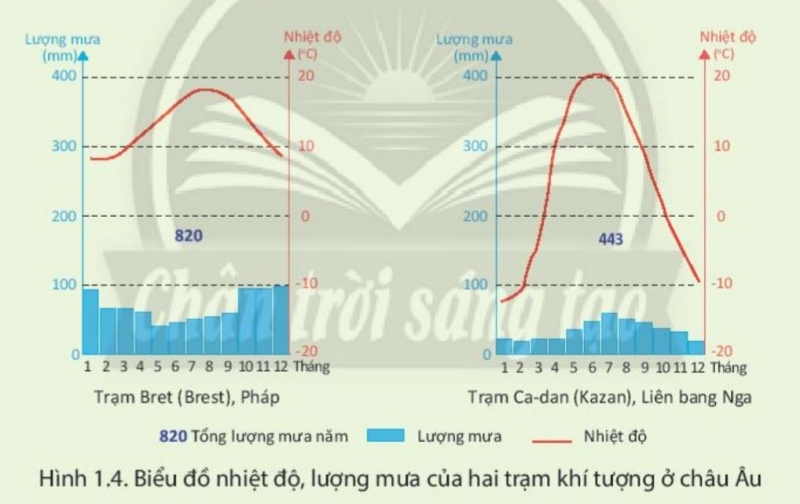 Lượng mưa
(mm)
Nhiệt độ
(°C)
400
300
200
100
0
20
10
0
-10
-20
820
1 2 3 4 5 6 7 8 9 10 11 12 Tháng
Trạm Bret (Brest), Pháp
Lượng mưa
(mm)
Nhiệt độ
(°C)
400
300
200
100
0
20
10
0
-10
-20
443
1 2 3 4 5 6 7 8 9 10 11 12 Tháng
Trạm Ca-dan (Kazan), Liên bang Nga
Chân trời sáng tạo
820 Tổng lượng mưa năm Lượng mưa Nhiệt độ
Hình 1.4. Biểu đồ nhiệt độ, lượng mưa của hai trạm khí tượng ở châu Âu